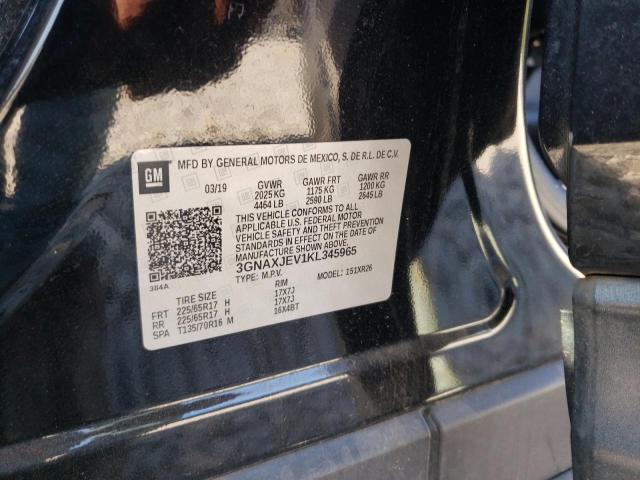 GM
MFD BY GENERAL MOTORS DE MEXICO, S. DE R.L. DE C.V.
03/19 GVWR GAWR FRT GAWR RR
2025 KG 1175 KG 1200 KG
4464 LB 2590 LB 2645 LB
THIS VEHICLE CONFORMS TO ALL
APPLICABLE U.S. FEDERAL MOTOR
VEHICLE SAFETY AND THEFT PREVENTION
STANDARDS IN EFFECT ON THE DATE OF
MANUFACTURE SHOWN ABOVE.
3GNAXJEV1KL345965
384A TYPE: M.P.V. MODEL: 151XR26
TIRE SIZE RIM
FRT 225/65R17 H 17X7J
RR 225/65R17 H 17X7J
SPA T135/70R16 M 16X4BT